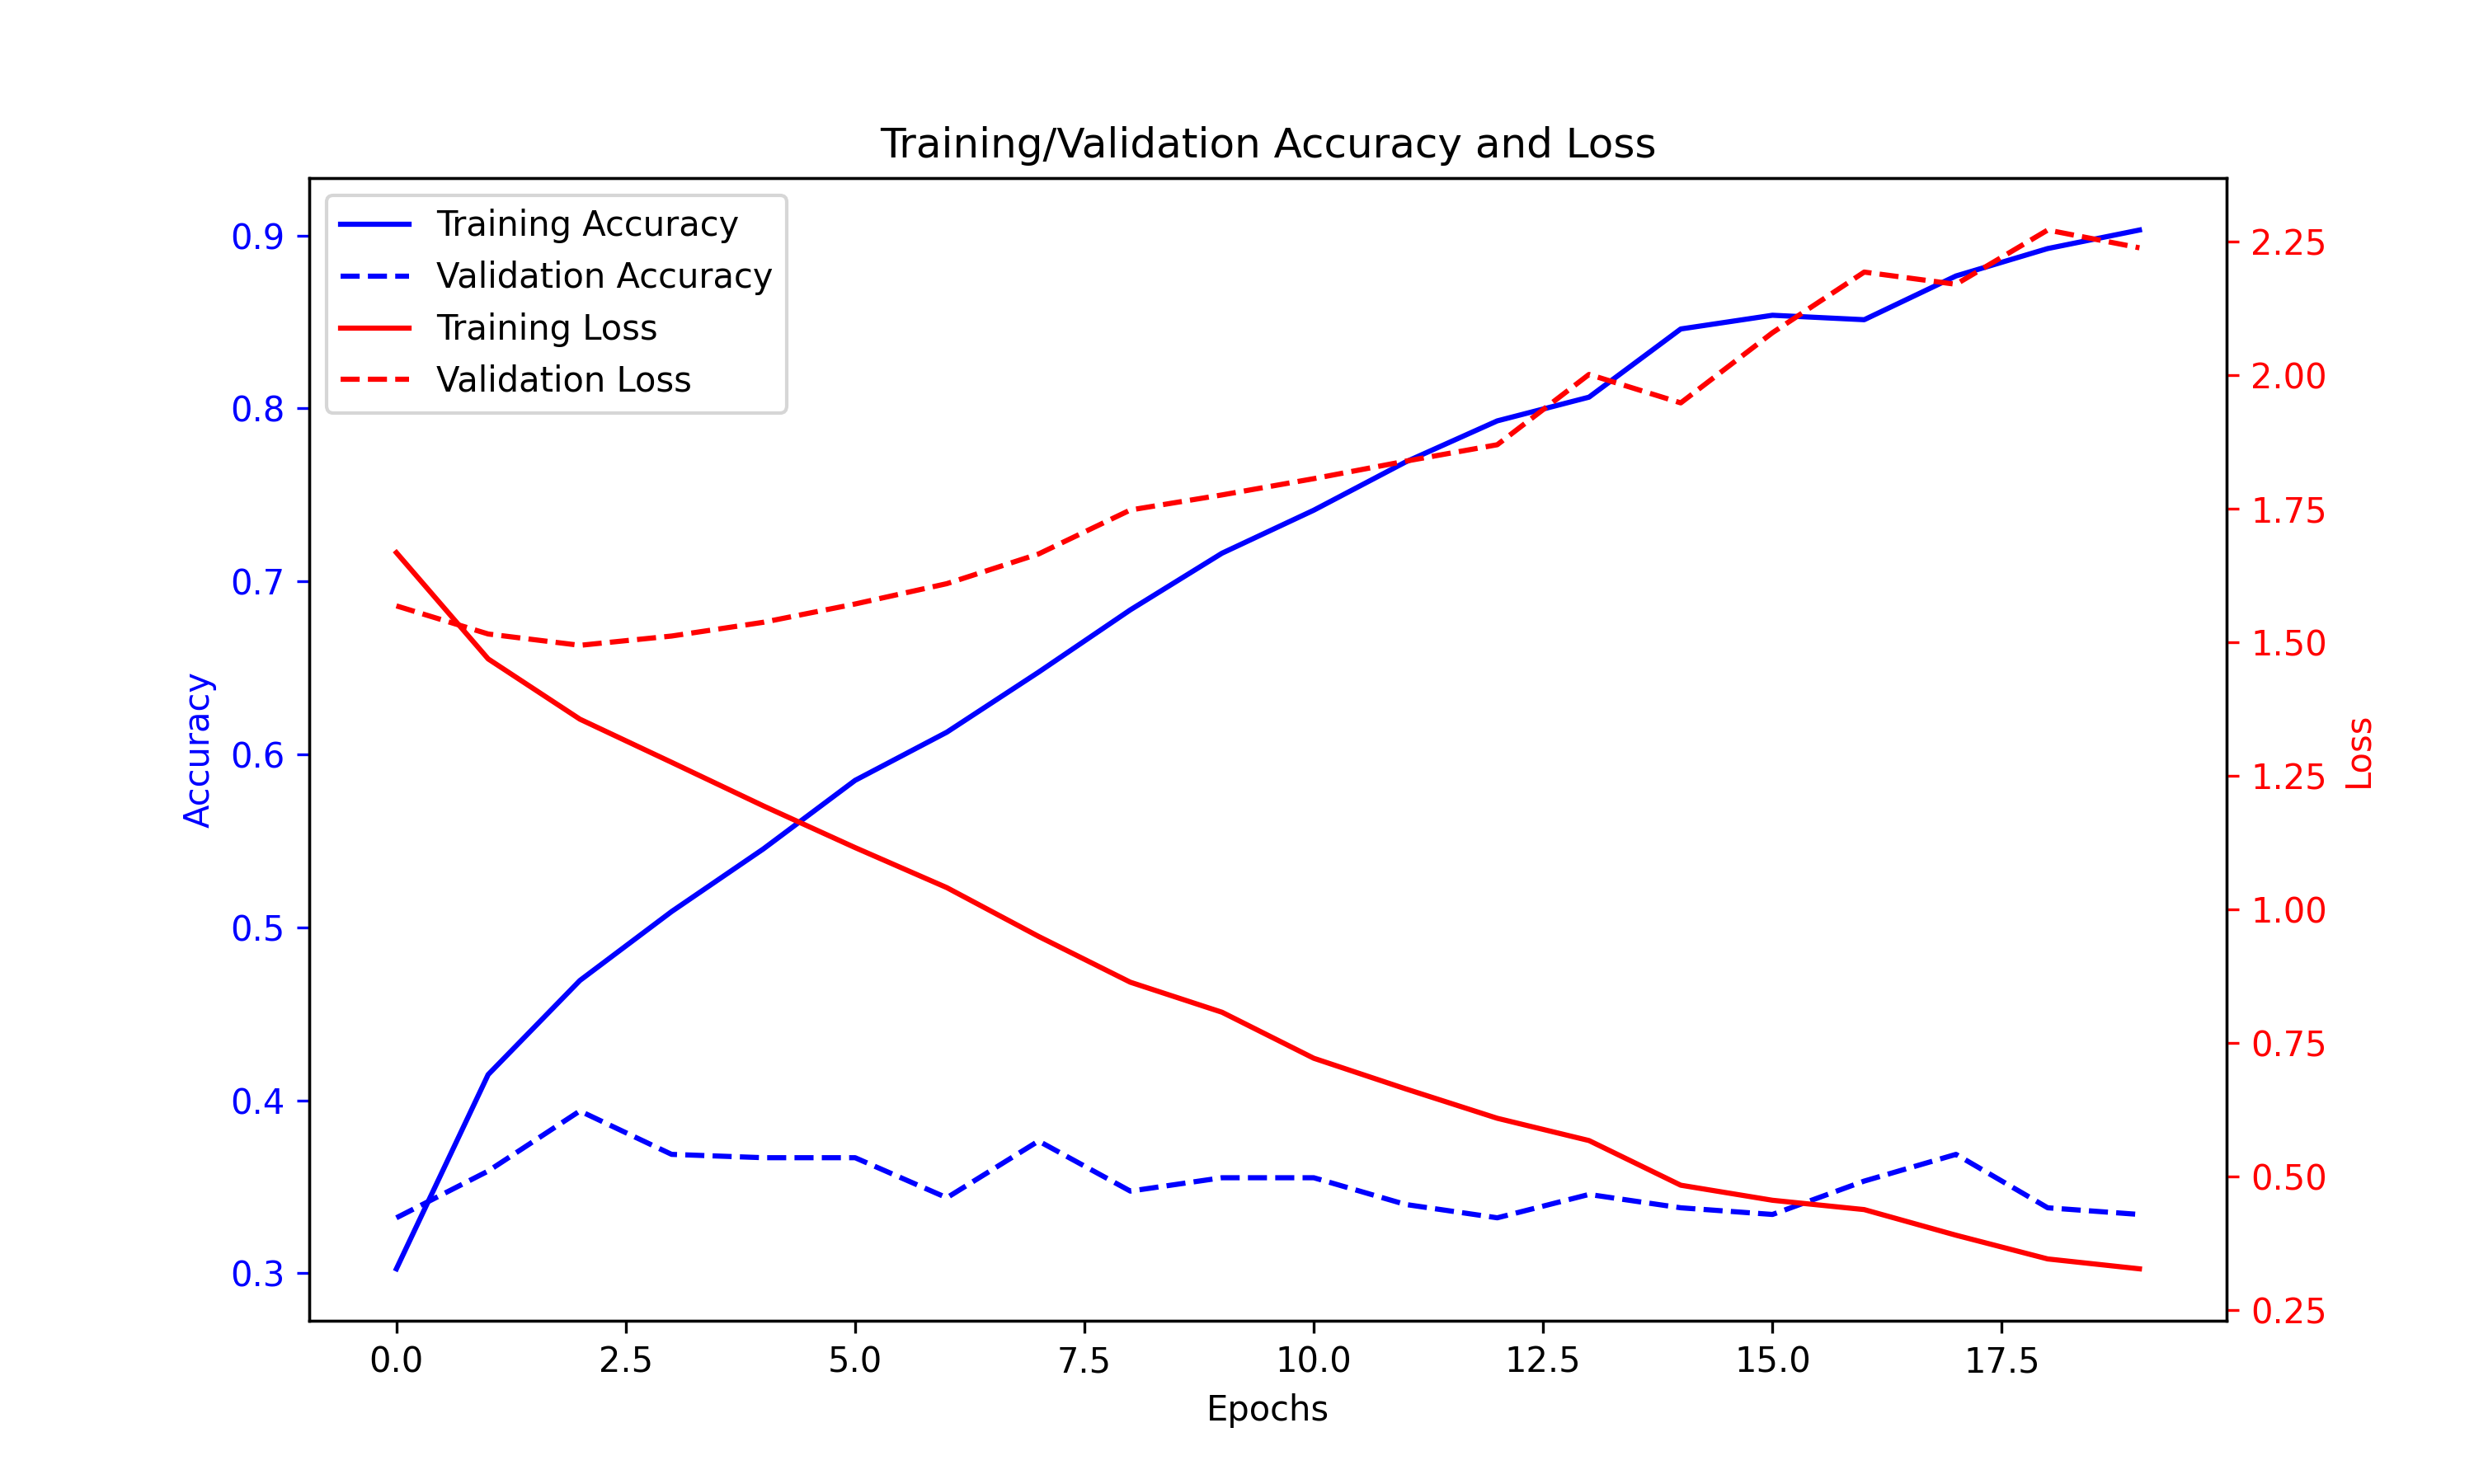 Training/Validation Accuracy and Loss
Training Accuracy
Validation Accuracy
Training Loss
Validation Loss
0.9
0.8
0.7
0.6
0.5
0.4
0.3
Accuracy
2.25
2.00
1.75
1.50
1.25
1.00
0.75
0.50
0.25
Loss
0.0 2.5 5.0 7.5 10.0 12.5 15.0 17.5
Epochs